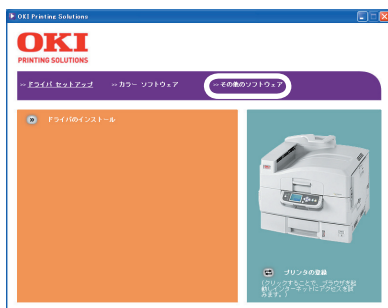 OKI Printing Solutions
OKI
PRINTING SOLUTIONS
>> ドライバ セットアップ >> カラー ソフトウェア >> その他のソフトウェア
ドライバのインストール
プリンタの登録
(クリックすることで、ブラウザを起
動しインターネットにアクセスを試
みます。)